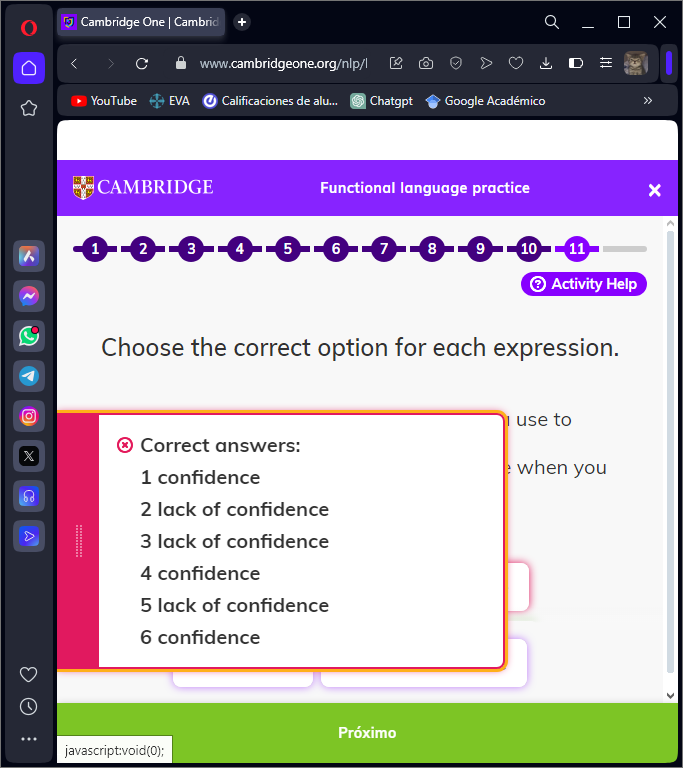 Cambridge One | Cambrid
www.cambridgeone.org/nlp/l
YouTube
EVA
Calificaciones de alu...
Chatgpt
Google Académico
CAMBRIDGE
Functional language practice
1 2 3 4 5 6 7 8 9 10 11
Activity Help
Choose the correct option for each expression.
use to
when you
Correct answers:
1 confidence
2 lack of confidence
3 lack of confidence
4 confidence
5 lack of confidence
6 confidence
Próximo
javascript:void(0);